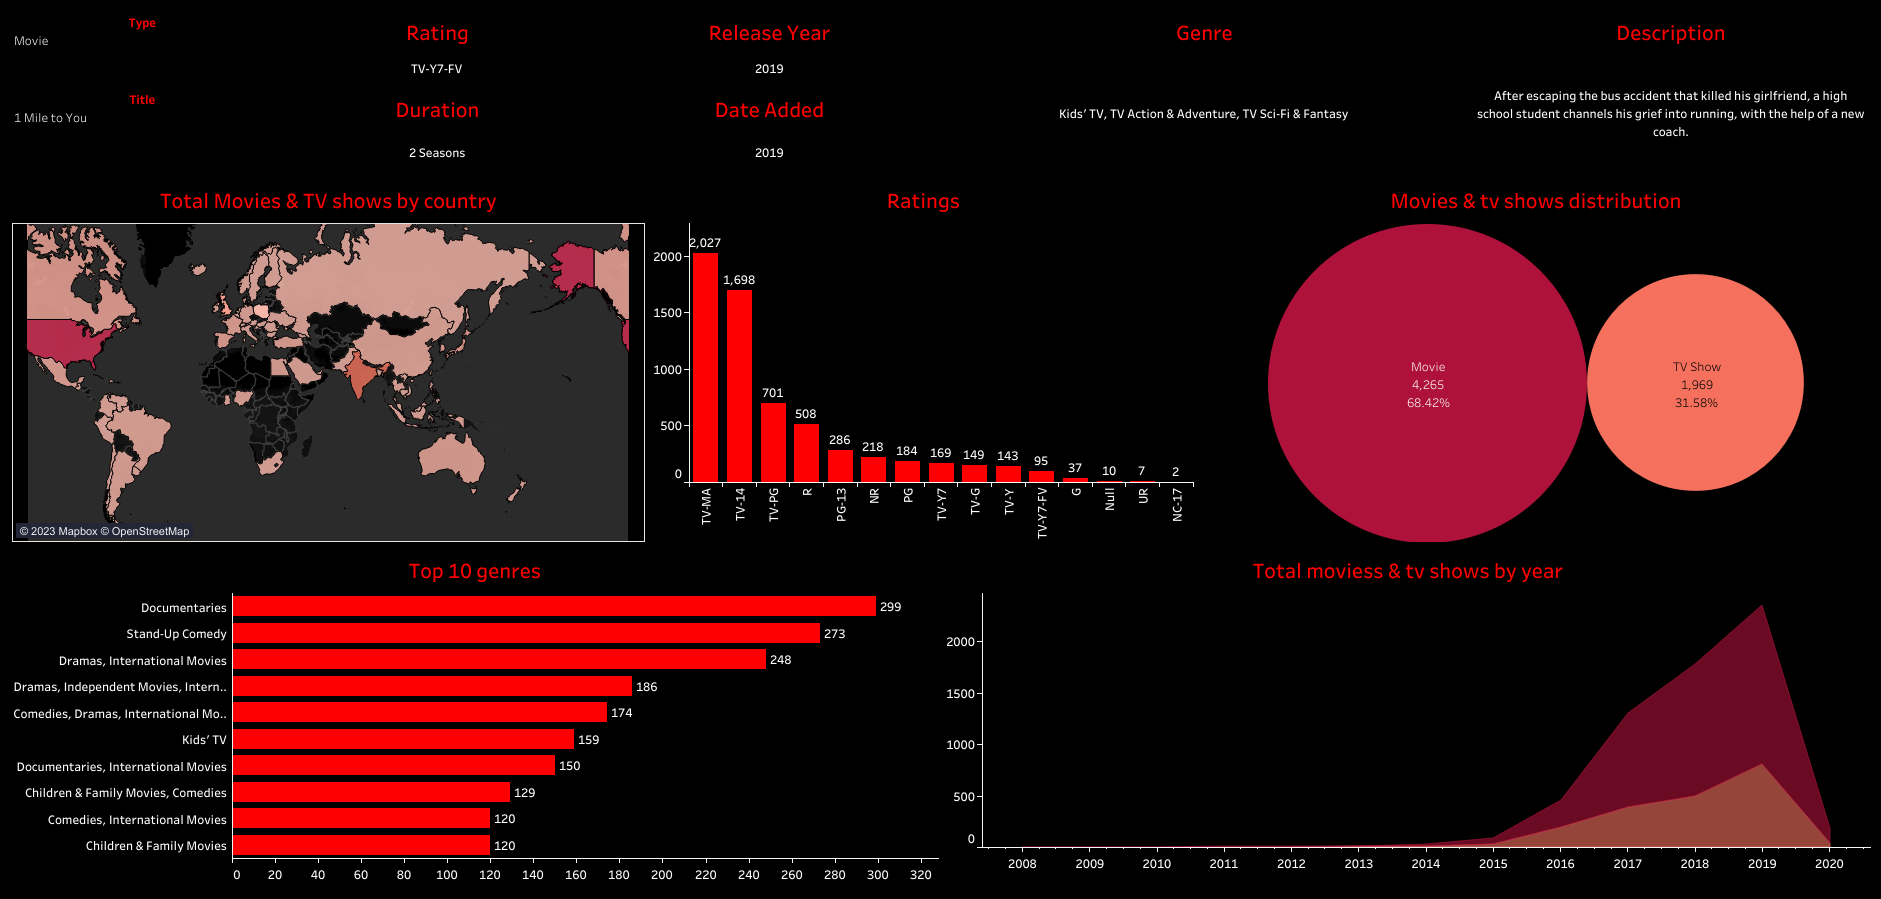 Type
Movie
Title
1 Mile to You
Rating
TV-Y7-FV
Duration
2 Seasons
Release Year
2019
Date Added
2019
Genre
Kids' TV, TV Action & Adventure, TV Sci-Fi & Fantasy
Description
After escaping the bus accident that killed his girlfriend, a high
school student channels his grief into running, with the help of a new
coach.
Total Movies & TV shows by country
© 2023 Mapbox © OpenStreetMap
Ratings
2000
1500
1000
500
0
2,027
1,698
701
508
286
218
184
169
149
143
95
37
10
7
2
TV-MA
TV-14
TV-PG
R
PG-13
NR
PG
TV-Y7
TV-G
TV-Y
TV-Y7-FV
G
Null
UR
NC-17
Movies & tv shows distribution
Movie
4,265
68.42%
TV Show
1,969
31.58%
Top 10 genres
Documentaries 299
Stand-Up Comedy 273
Dramas, International Movies 248
Dramas, Independent Movies, Intern.. 186
Comedies, Dramas, International Mo.. 174
Kids' TV 159
Documentaries, International Movies 150
Children & Family Movies, Comedies 129
Comedies, International Movies 120
Children & Family Movies 120
0 20 40 60 80 100 120 140 160 180 200 220 240 260 280 300 320
Total moviess & tv shows by year
2000
1500
1000
500
0
2008 2009 2010 2011 2012 2013 2014 2015 2016 2017 2018 2019 2020